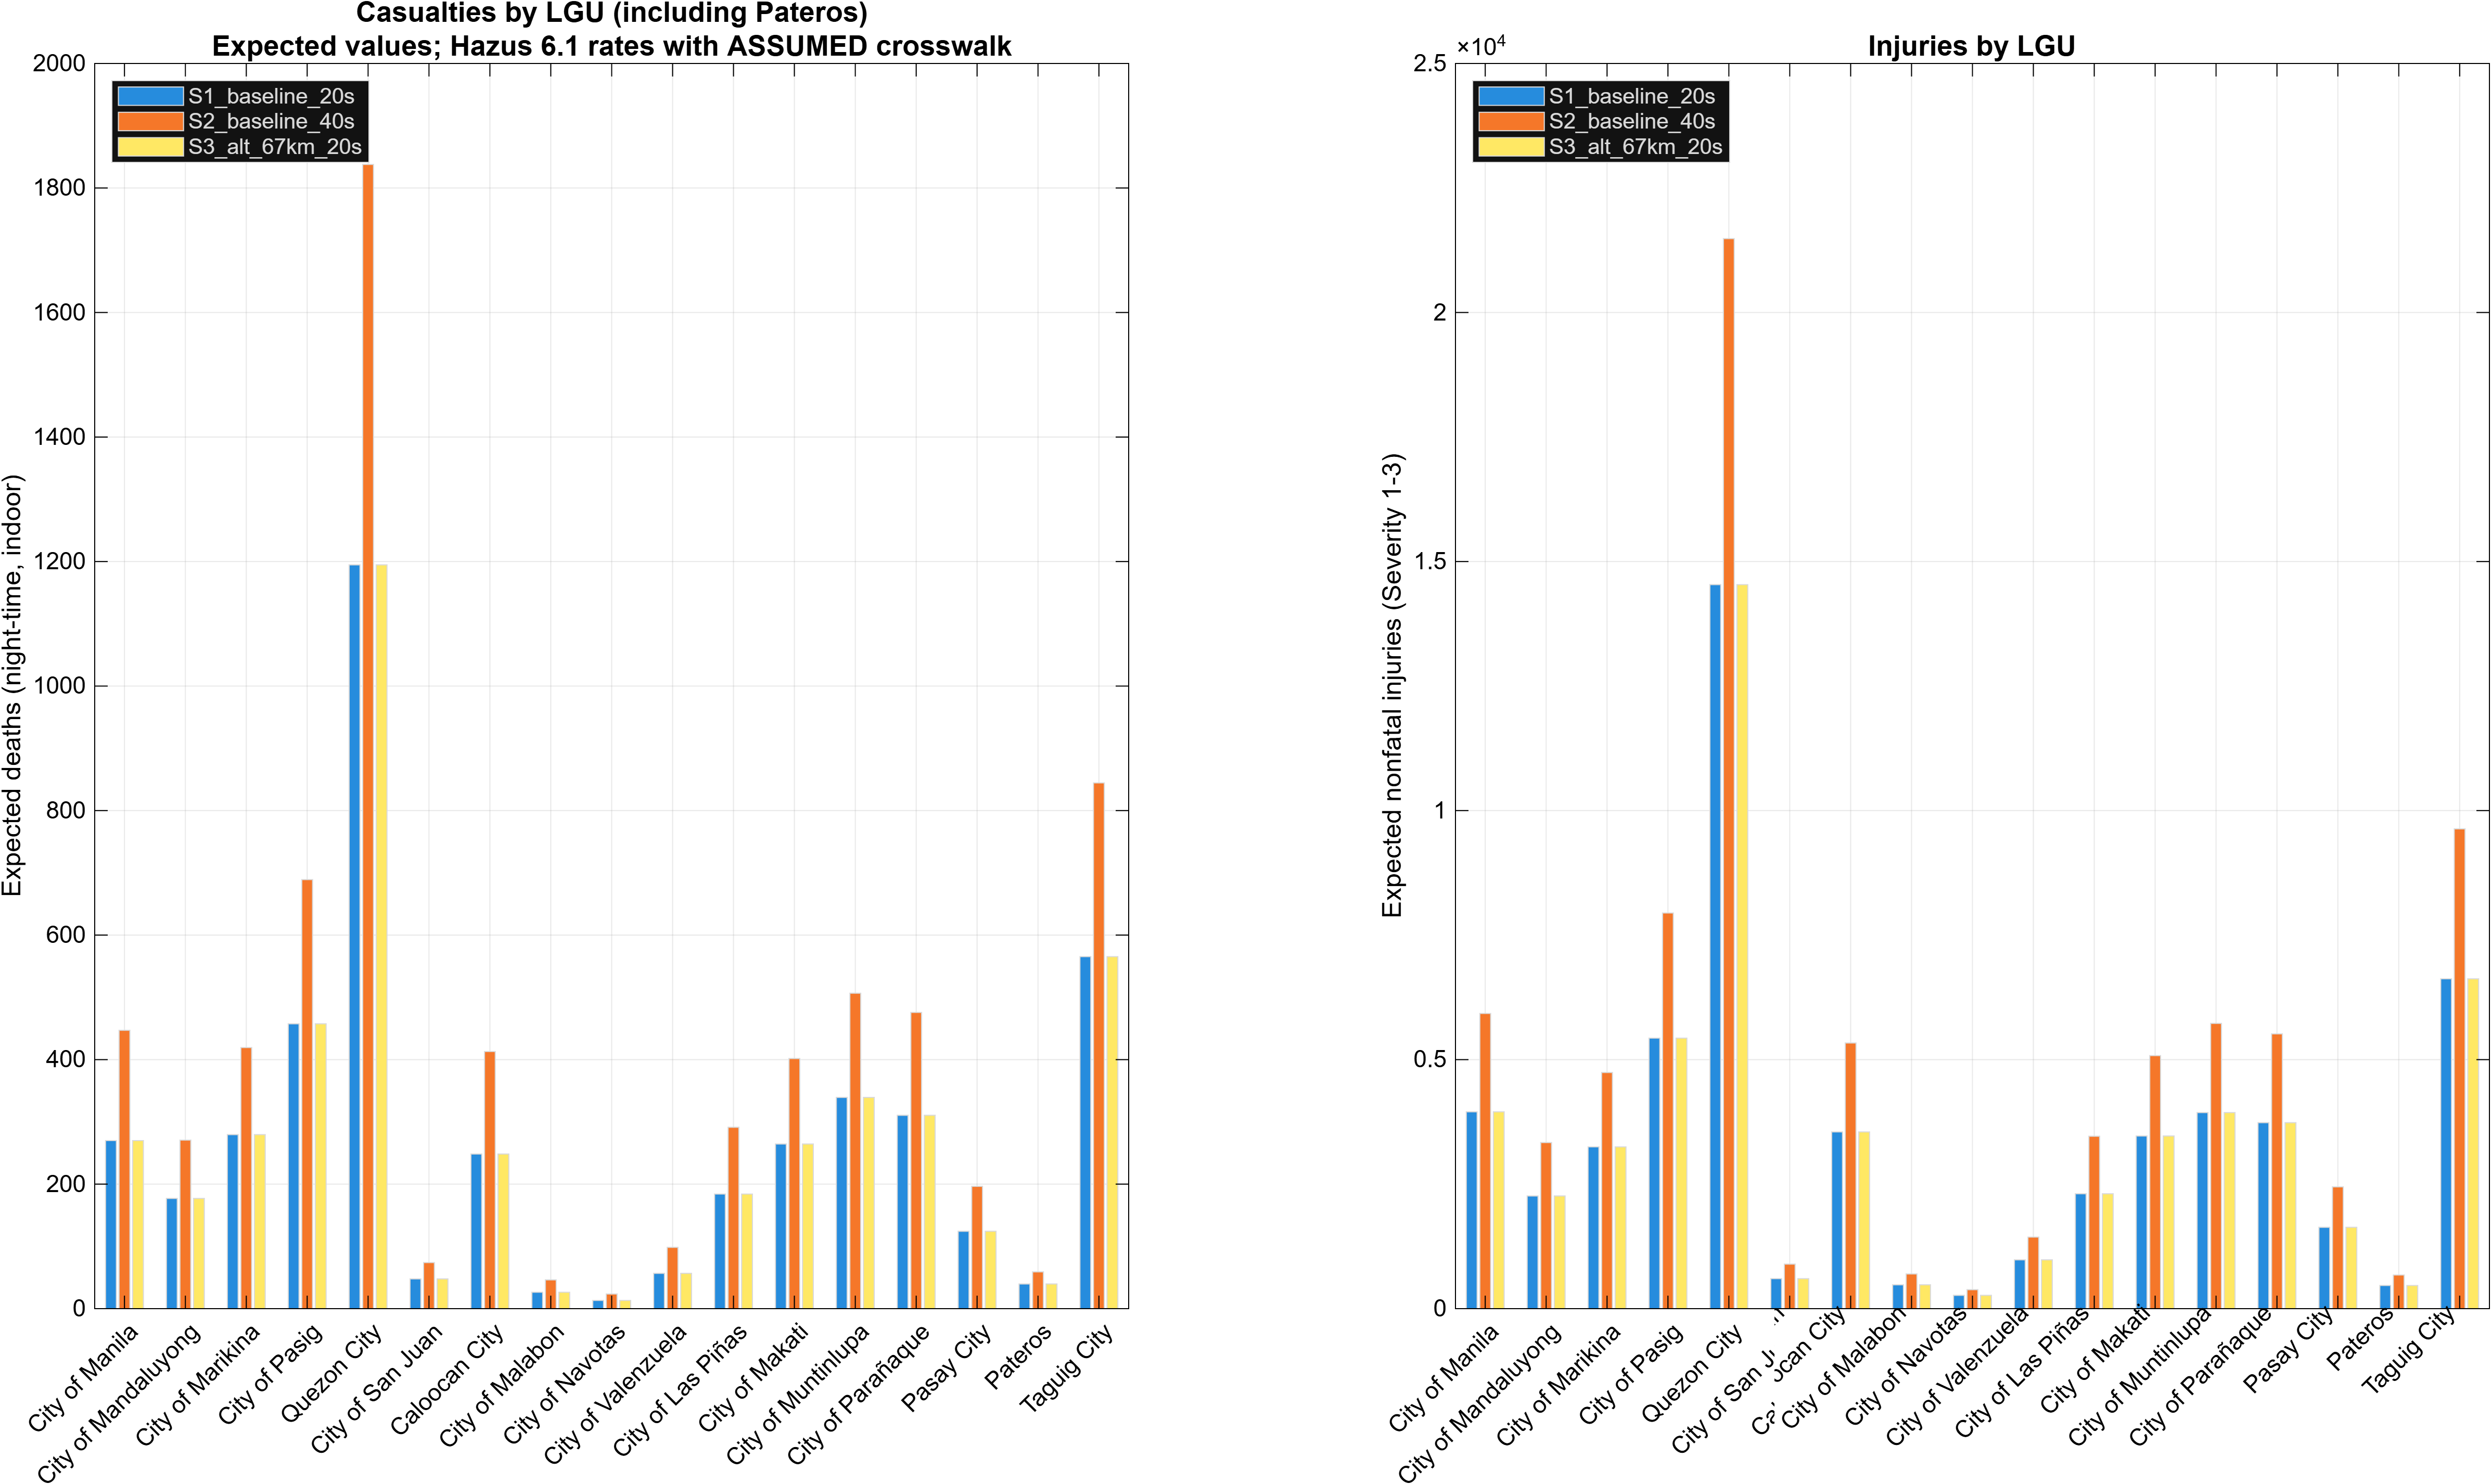 Casualties by LGU (including Pateros)
Expected values; Hazus 6.1 rates with ASSUMED crosswalk
S1_baseline_20s
S2_baseline_40s
S3_alt_67km_20s
Expected deaths (night-time, indoor)
2000
1800
1600
1400
1200
1000
800
600
400
200
0
City of Manila
City of Mandaluyong
City of Marikina
City of Pasig
Quezon City
City of San Juan
Caloocan City
City of Malabon
City of Navotas
City of Valenzuela
City of Las Piñas
City of Makati
City of Muntinlupa
City of Parañaque
Pasay City
Pateros
Taguig City
Injuries by LGU
×10⁴
S1_baseline_20s
S2_baseline_40s
S3_alt_67km_20s
Expected nonfatal injuries (Severity 1-3)
2.5
2
1.5
1
0.5
0
City of Manila
City of Mandaluyong
City of Marikina
City of Pasig
Quezon City
City of San
City
City of Malabon
City of Navotas
City of Valenzuela
City of Las Piñas
City of Makati
City of Muntinlupa
City of Parañaque
Pasay City
Pateros
Taguig City